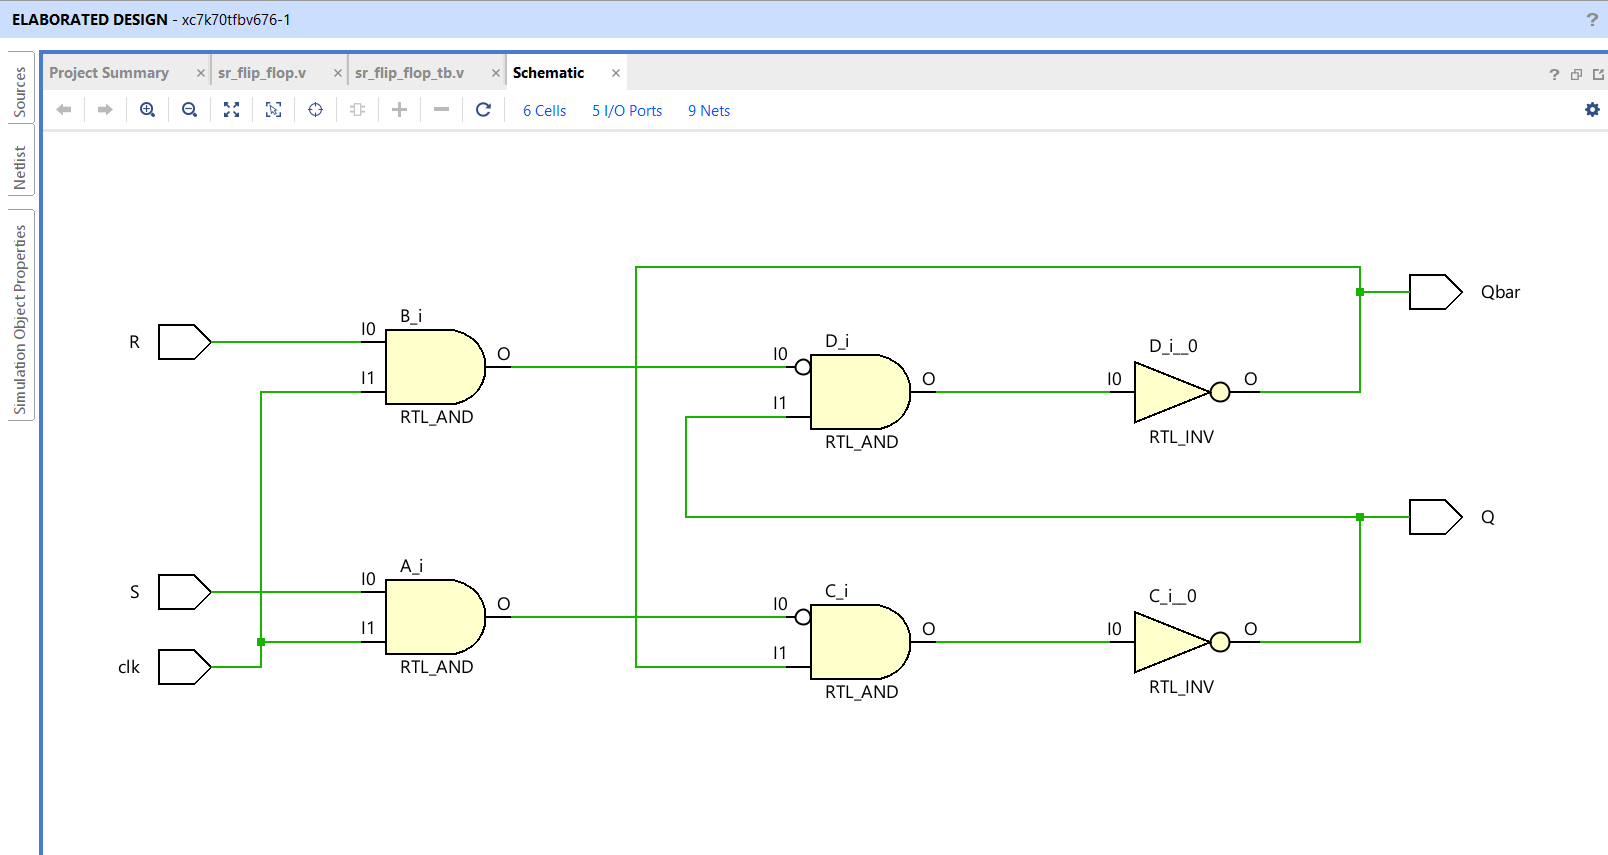 ELABORATED DESIGN - xc7k70tfbv676-1
?
Sources
Netlist
Simulation Object Properties
Project Summary × sr_flip_flop.v × sr_flip_flop_tb.v × Schematic ×
?
6 Cells 5 I/O Ports 9 Nets
Qbar
B_i
R
I0
O
I1
RTL_AND
D_i
I0
O
I1
RTL_AND
D_i__0
I0
O
RTL_INV
Q
A_i
S
I0
O
I1
clk
RTL_AND
C_i
I0
O
I1
RTL_AND
C_i__0
I0
O
RTL_INV